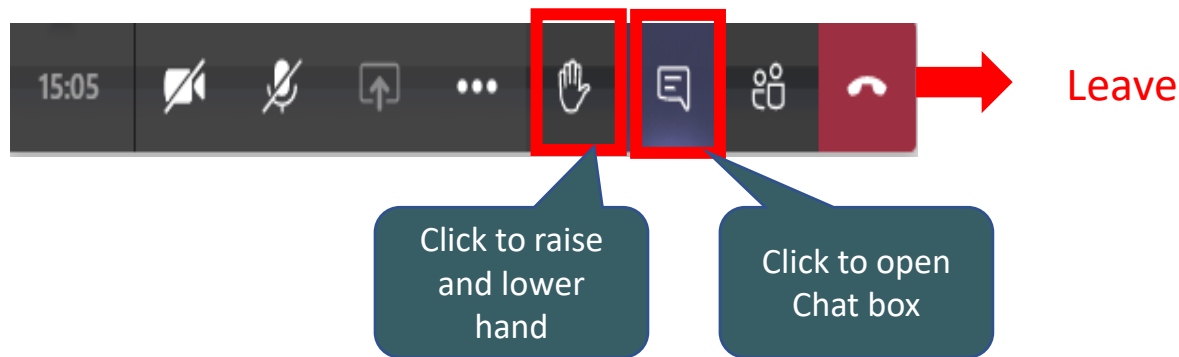 15:05
Leave
Click to raise
and lower
hand
Click to open
Chat box